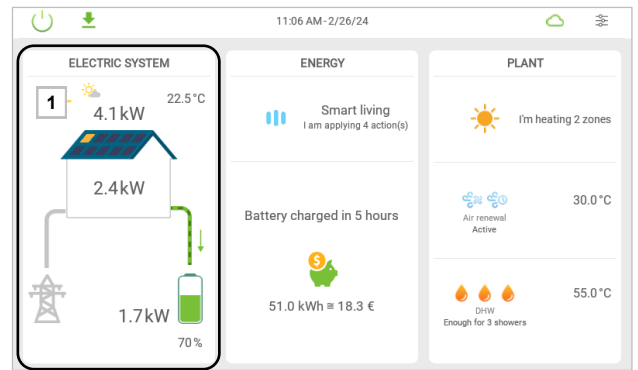 11:06 AM-2/26/24
ELECTRIC SYSTEM
1
22.5°C
4.1kW
2.4kW
1.7kW
70%
ENERGY
Smart living
I am applying 4 action(s)
Battery charged in 5 hours
$
51.0 kWh ≅ 18.3 €
PLANT
I'm heating 2 zones
30.0°C
Air renewal
Active
55.0°C
DHW
Enough for 3 showers